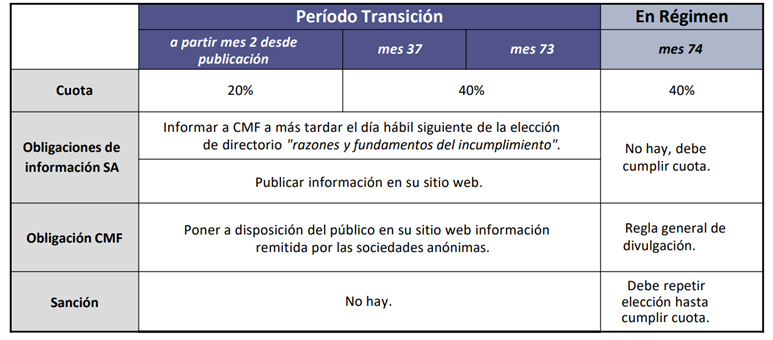 Período Transición
En Régimen
a partir mes 2 desde
publicación
mes 37
mes 73
mes 74
Cuota
20%
40%
40%
Obligaciones de
información SA
Informar a CMF a más tardar el día hábil siguiente de la elección
de directorio "razones y fundamentos del incumplimiento".
Publicar información en su sitio web.
No hay, debe
cumplir cuota.
Obligación CMF
Poner a disposición del público en su sitio web información
remitida por las sociedades anónimas.
Regla general de
divulgación.
Sanción
No hay.
Debe repetir
elección hasta
cumplir cuota.